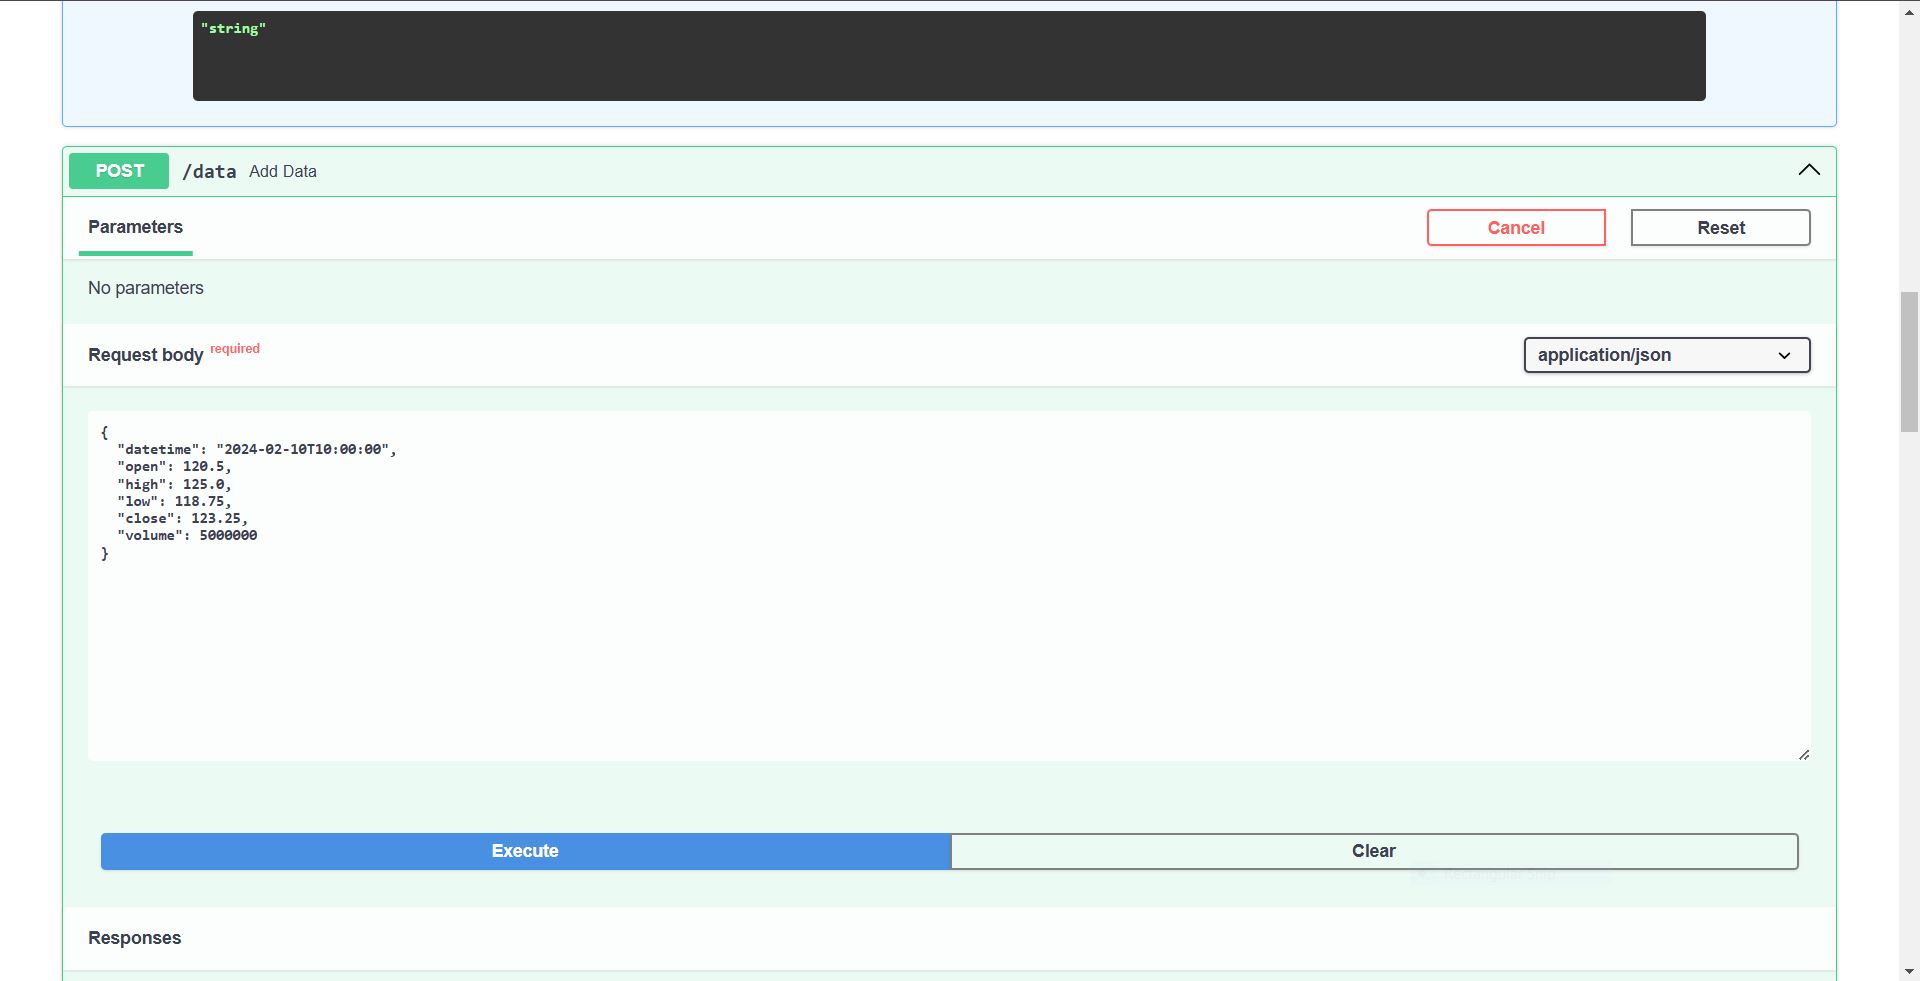 "string"
POST /data Add Data
Parameters
Cancel
Reset
No parameters
Request body required
application/json
{
  "datetime": "2024-02-10T10:00:00",
  "open": 120.5,
  "high": 125.0,
  "low": 118.75,
  "close": 123.25,
  "volume": 5000000
}
Execute
Clear
Rectangular Snip
Responses